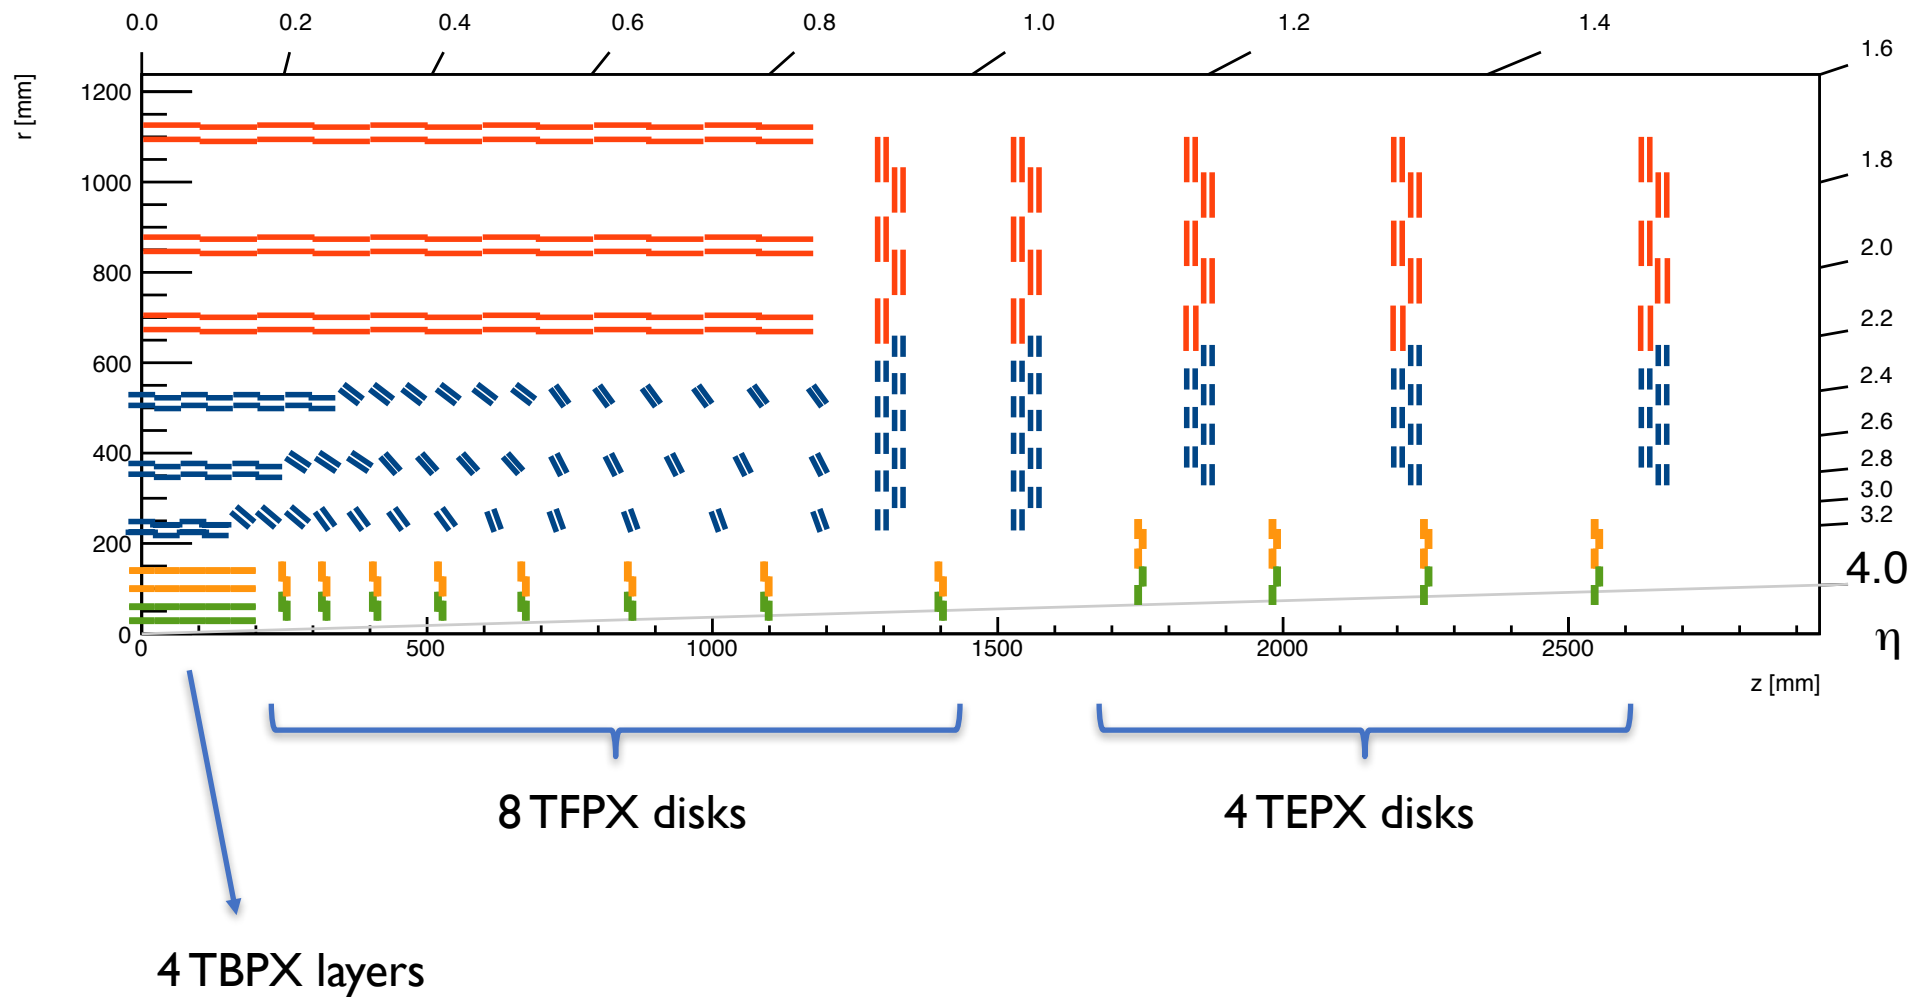 0.0 0.2 0.4 0.6 0.8 1.0 1.2 1.4
1.6
r [mm]
1200
1.8
1000
2.0
800
2.2
600
2.4
2.6
400
2.8
3.0
3.2
200
4.0
0
0 500 1000 1500 2000 2500
η
z [mm]
8 TFPX disks
4 TEPX disks
4 TBPX layers